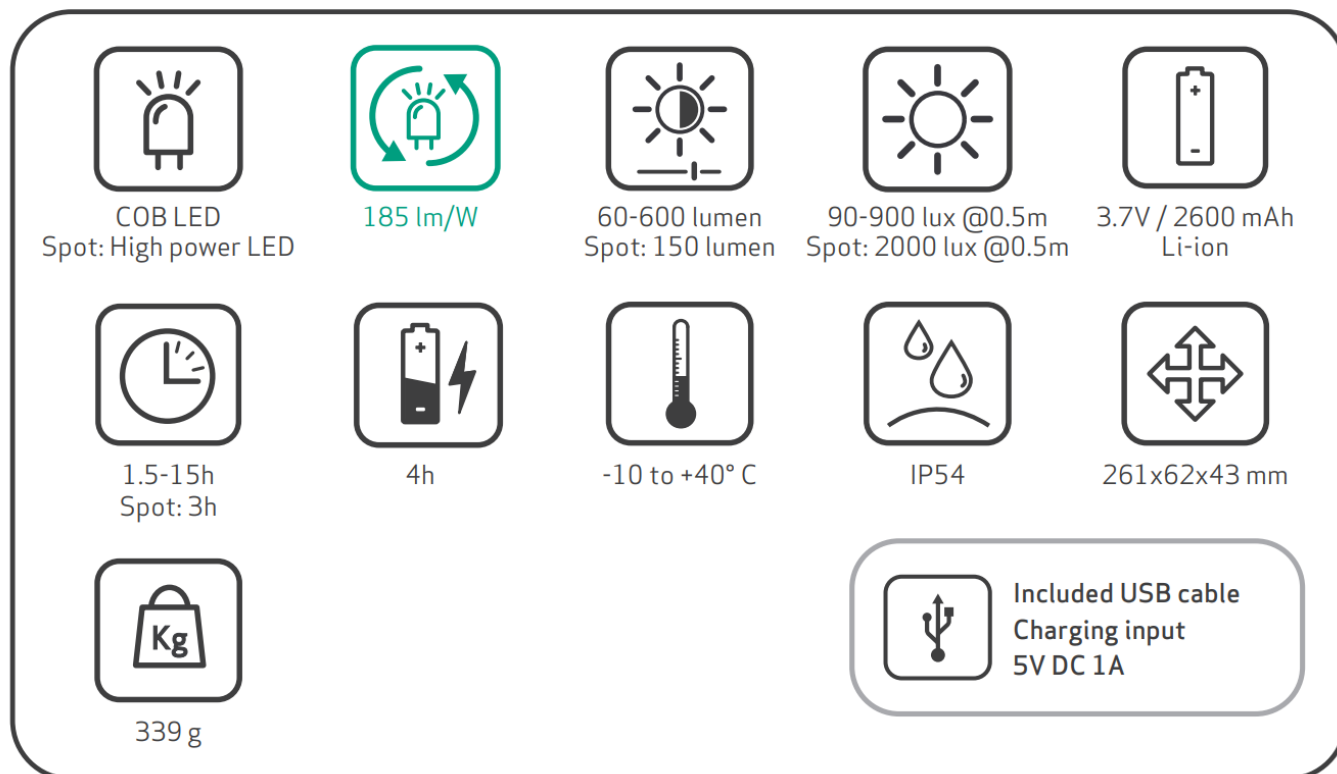 COB LED
Spot: High power LED
185 lm/W
60-600 lumen
Spot: 150 lumen
90-900 lux @0.5m
Spot: 2000 lux @0.5m
3.7V / 2600 mAh
Li-ion
1.5-15h
Spot: 3h
4h
-10 to +40° C
IP54
261x62x43 mm
Kg
339 g
Included USB cable
Charging input
5V DC 1A